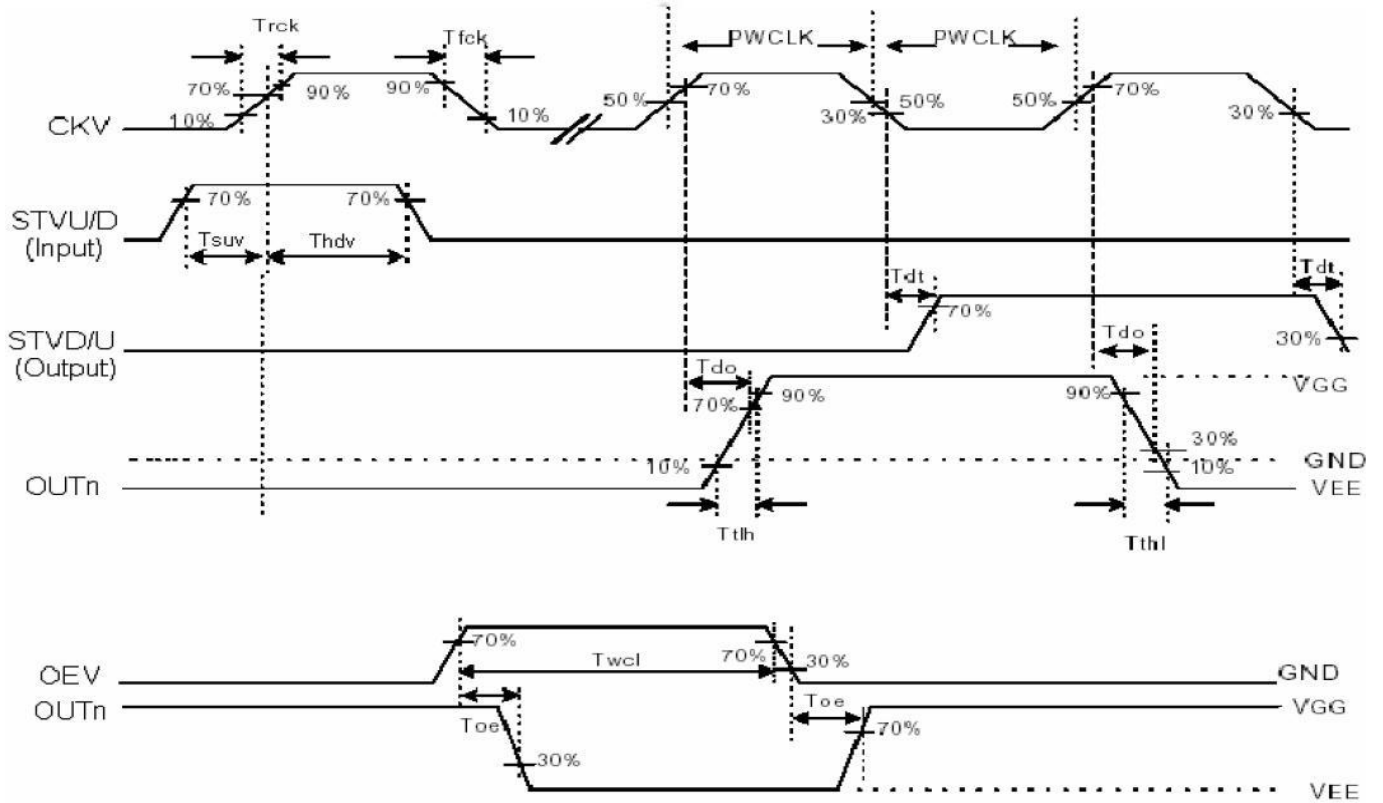 Trck
Tfck
PWCLK
PWCLK
70%
90%
90%
50%
70%
50%
50%
70%
10%
10%
30%
30%
CKV
70%
70%
STVU/D
(Input)
Tsuv
Thdv
Tdt
Tdt
70%
STVD/U
(Output)
Tdo
30%
Tdo
VGG
70%
90%
90%
30%
10%
GND
10%
OUTn
VEE
Ttlh
Tthl
70%
Twcl
70%
30%
OEV
GND
OUTn
VGG
Toe
Toe
70%
30%
VEE